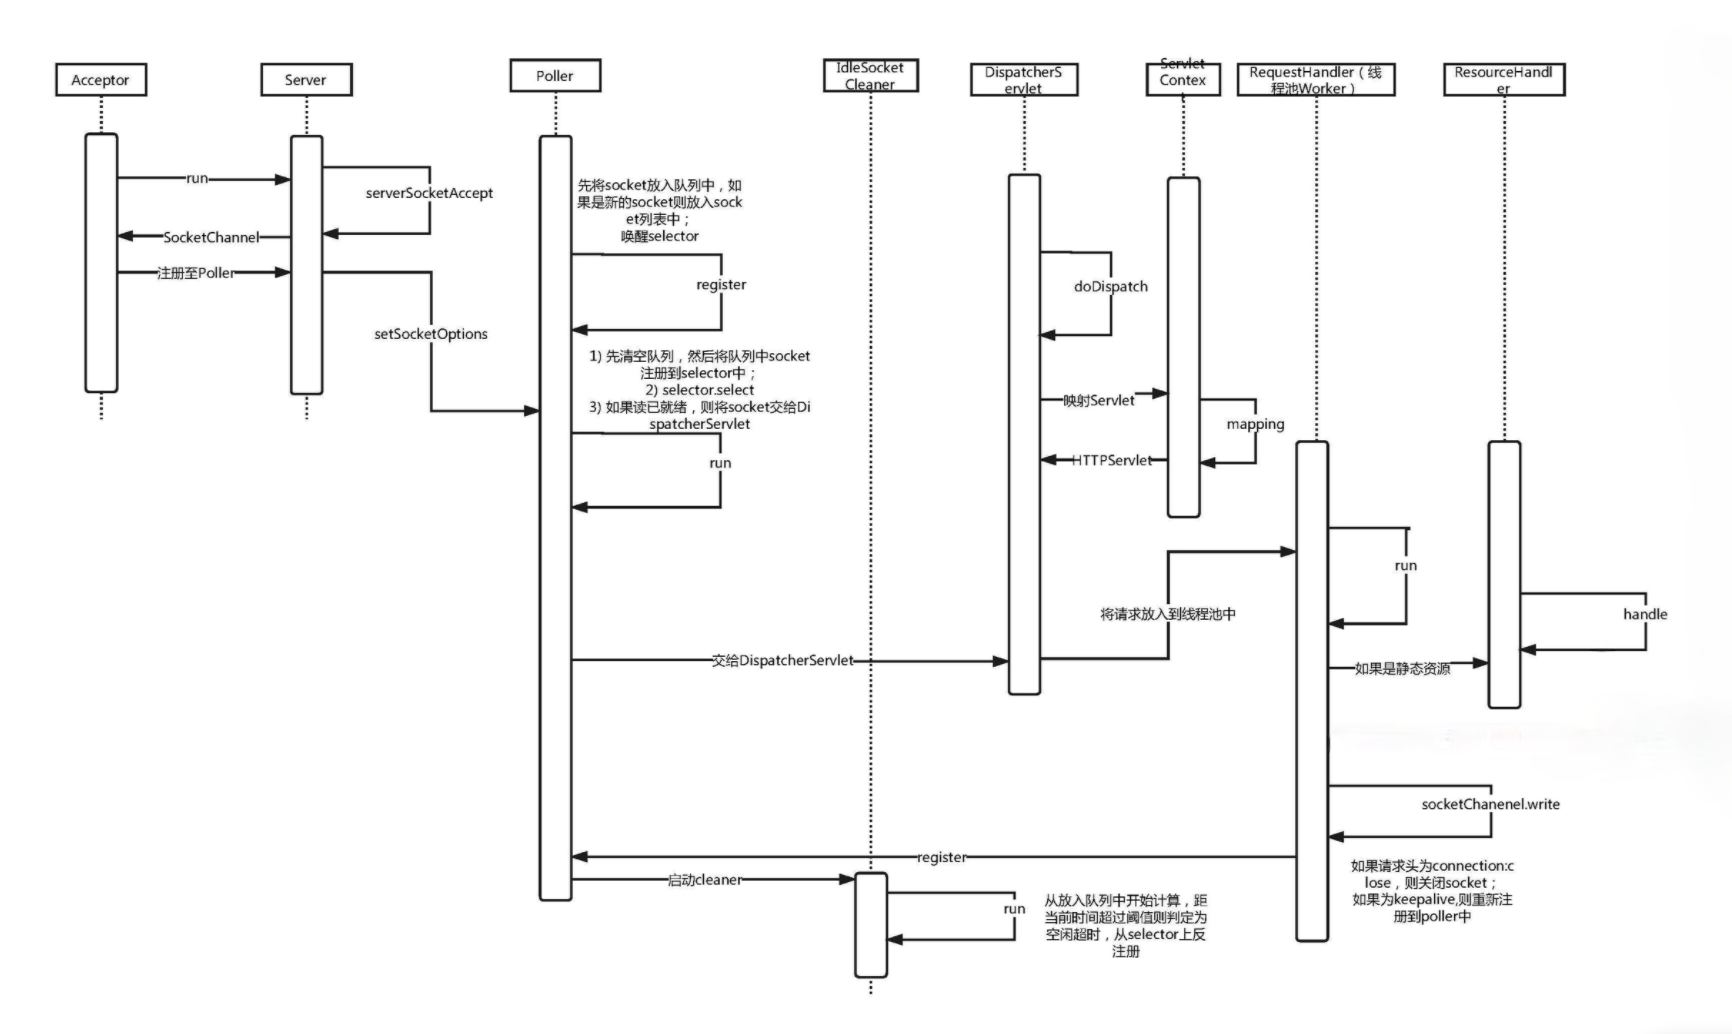 Acceptor
Server
Poller
IdleSocket
Cleaner
DispatcherS
ervlet
Servlet
Contex
RequestHandler（线
程池Worker）
ResourceHandl
er
run
serverSocketAccept
SocketChannel
注册至Poller
setSocketOptions
先将socket放入队列中，如
果是新的socket则放入sock
et列表中；
唤醒selector
register
1) 先清空队列，然后将队列中socket
注册到selector中；
2) selector.select
3) 如果读已就绪，则将socket交给Di
spatcherServlet
run
doDispatch
映射Servlet
mapping
HTTPServlet
run
将请求放入到线程池中
handle
交给DispatcherServlet
如果是静态资源
socketChanenel.write
register
如果请求头为connection:c
lose，则关闭socket；
如果为keepalive,则重新注
册到poller中
启动cleaner
run
从放入队列中开始计算，距
当前时间超过阈值则判定为
空闲超时，从selector上反
注册